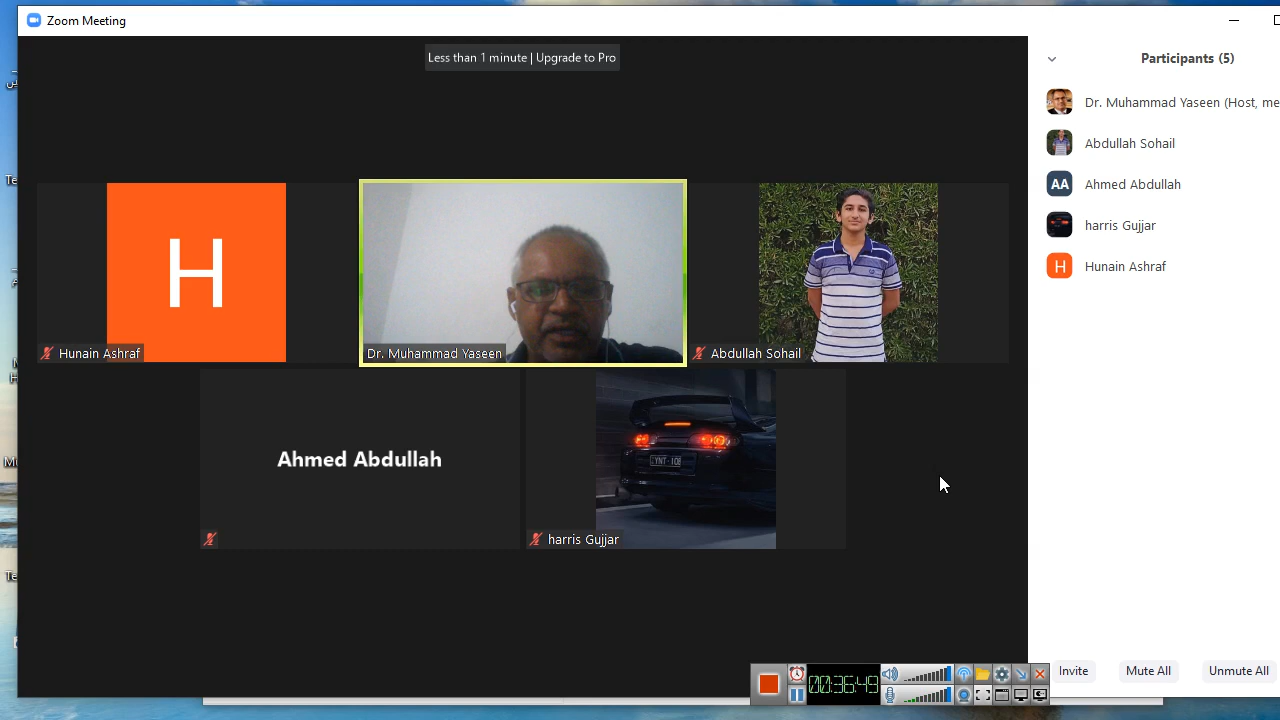 Zoom Meeting
Less than 1 minute | Upgrade to Pro
Participants (5)
Dr. Muhammad Yaseen (Host, me
Abdullah Sohail
AA
Ahmed Abdullah
harris Gujjar
H
Hunain Ashraf
H
Hunain Ashraf
Dr. Muhammad Yaseen
Abdullah Sohail
Ahmed Abdullah
harris Gujjar
Te
Te
00:36:49
Invite
Mute All
Unmute All